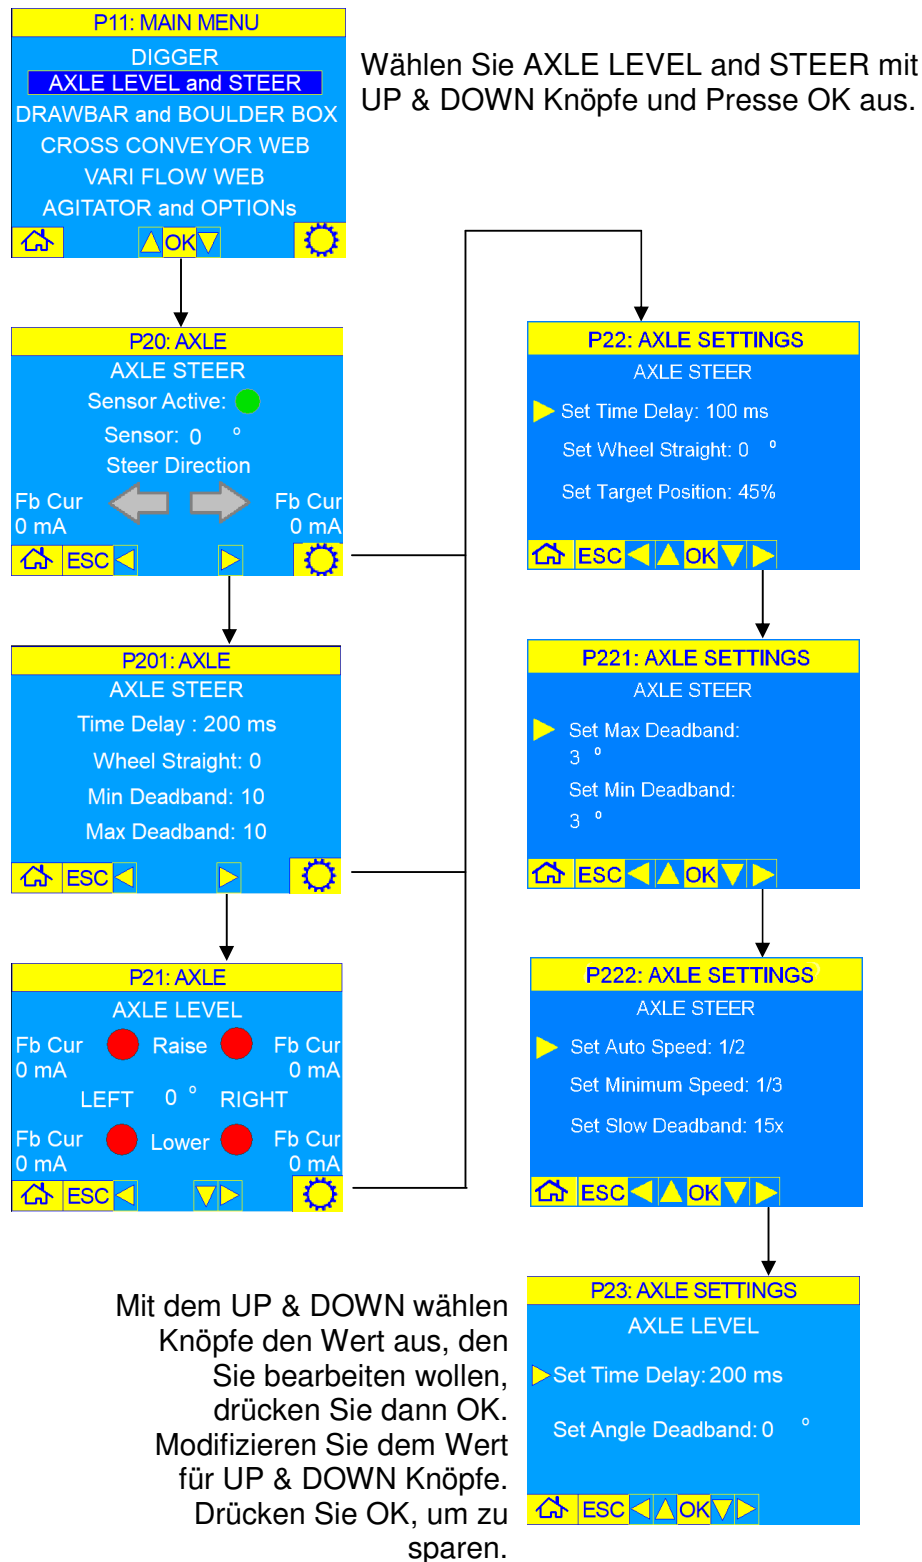 P11: MAIN MENU
DIGGER
AXLE LEVEL and STEER
DRAWBAR and BOULDER BOX
CROSS CONVEYOR WEB
VARI FLOW WEB
AGITATOR and OPTIONs
OK
Wählen Sie AXLE LEVEL and STEER mit
UP & DOWN Knöpfe und Presse OK aus.
P20: AXLE
AXLE STEER
Sensor Active:
Sensor: 0 °
Steer Direction
Fb Cur Fb Cur
0 mA 0 mA
ESC
P201: AXLE
AXLE STEER
Time Delay : 200 ms
Wheel Straight: 0
Min Deadband: 10
Max Deadband: 10
ESC
P21: AXLE
AXLE LEVEL
Fb Cur Raise Fb Cur
0 mA 0 mA
LEFT 0 ° RIGHT
Fb Cur Lower Fb Cur
0 mA 0 mA
ESC
P22: AXLE SETTINGS
AXLE STEER
Set Time Delay: 100 ms
Set Wheel Straight: 0 °
Set Target Position: 45%
ESC OK
P221: AXLE SETTINGS
AXLE STEER
Set Max Deadband:
3 °
Set Min Deadband:
3 °
ESC OK
P222: AXLE SETTINGS
AXLE STEER
Set Auto Speed: 1/2
Set Minimum Speed: 1/3
Set Slow Deadband: 15x
ESC OK
P23: AXLE SETTINGS
AXLE LEVEL
Set Time Delay: 200 ms
Set Angle Deadband: 0 °
ESC OK
Mit dem UP & DOWN wählen
Knöpfe den Wert aus, den
Sie bearbeiten wollen,
drücken Sie dann OK.
Modifizieren Sie dem Wert
für UP & DOWN Knöpfe.
Drücken Sie OK, um zu
sparen.